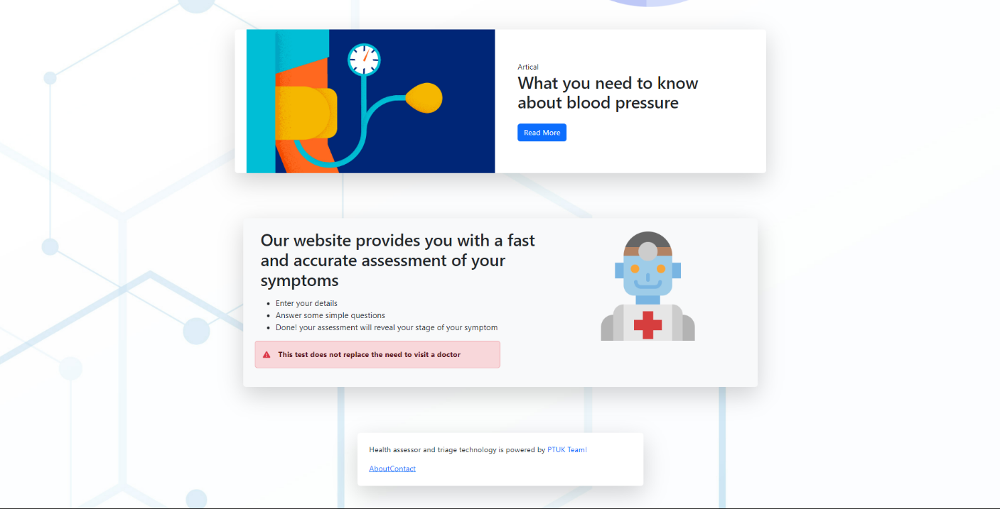 Artical
What you need to know
about blood pressure
Read More
Our website provides you with a fast
and accurate assessment of your
symptoms
Enter your details
Answer some simple questions
Done! your assessment will reveal your stage of your symptom
This test does not replace the need to visit a doctor
Health assessor and triage technology is powered by PTUK Team!
AboutContact